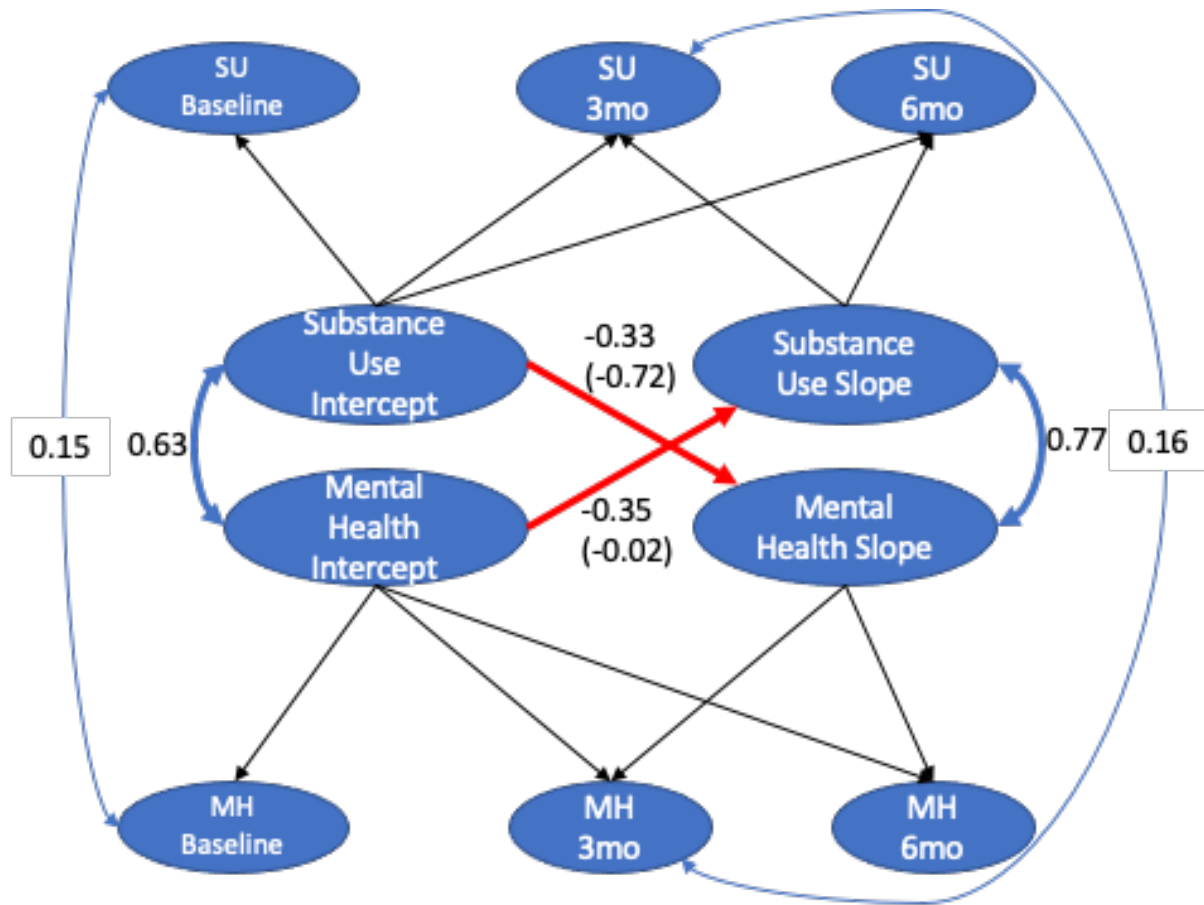 SU
Baseline
SU
3mo
SU
6mo
Substance
Use
Intercept
-0.33
(-0.72)
Substance
Use Slope
0.15
0.63
0.77
0.16
Mental
Health
Intercept
-0.35
(-0.02)
Mental
Health Slope
MH
Baseline
MH
3mo
MH
6mo